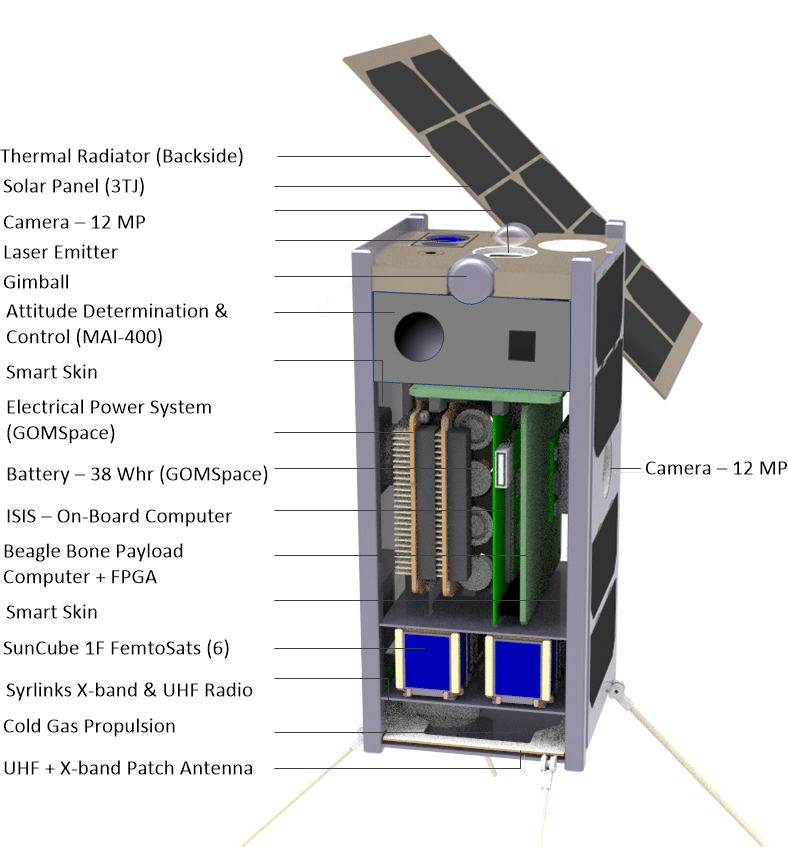 Thermal Radiator (Backside)
Solar Panel (3TJ)
Camera – 12 MP
Laser Emitter
Gimball
Attitude Determination &
Control (MAI-400)
Smart Skin
Electrical Power System
(GOMSpace)
Battery – 38 Whr (GOMSpace)
Camera – 12 MP
ISIS – On-Board Computer
Beagle Bone Payload
Computer + FPGA
Smart Skin
SunCube 1F FemtoSats (6)
Syrlinks X-band & UHF Radio
Cold Gas Propulsion
UHF + X-band Patch Antenna